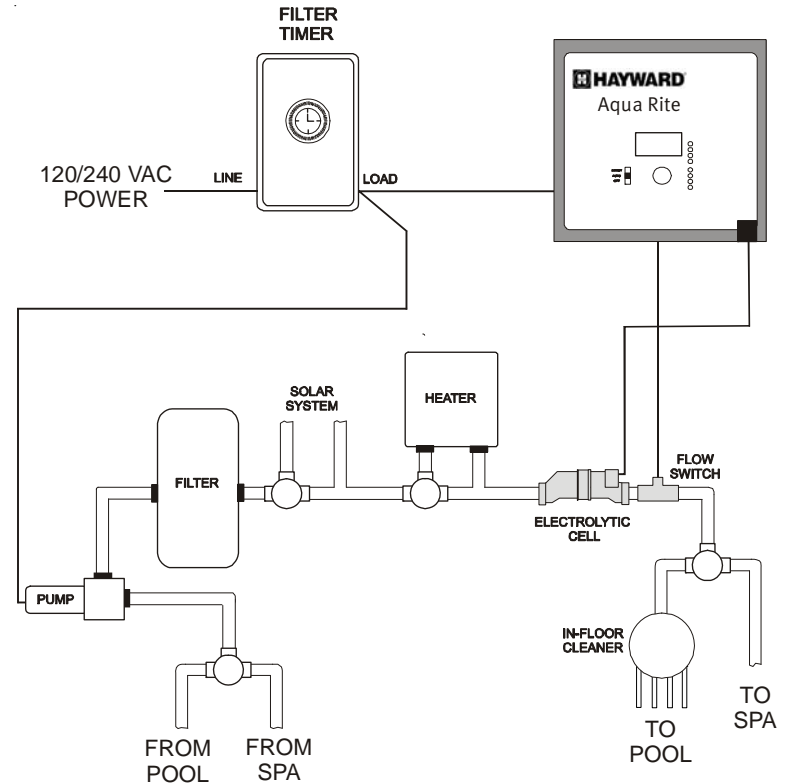 FILTER
TIMER
HAYWARD
Aqua Rite
120/240 VAC
POWER
LINE
LOAD
SOLAR
SYSTEM
HEATER
FILTER
FLOW
SWITCH
ELECTROLYTIC
CELL
PUMP
IN-FLOOR
CLEANER
TO
POOL
TO
SPA
FROM
POOL
FROM
SPA